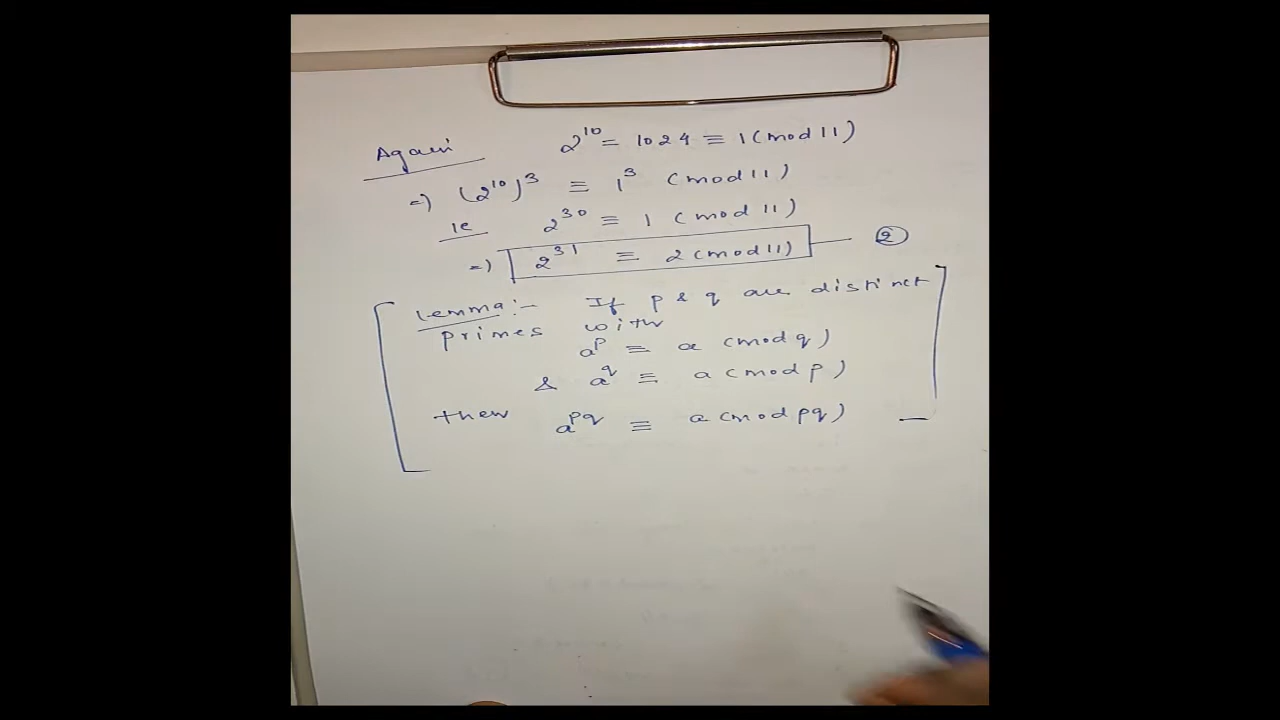 Again 2^10 = 1024 ≡ 1 (mod 11)
=) (2^10)^3 ≡ 1^3 (mod 11)
ie 2^30 ≡ 1 (mod 11)
=) 2^31 ≡ 2 (mod 11) — ②
Lemma:- If p & q are distinct
primes with
a^p ≡ a (mod q)
& a^q ≡ a (mod p)
then a^pq ≡ a (mod pq) —